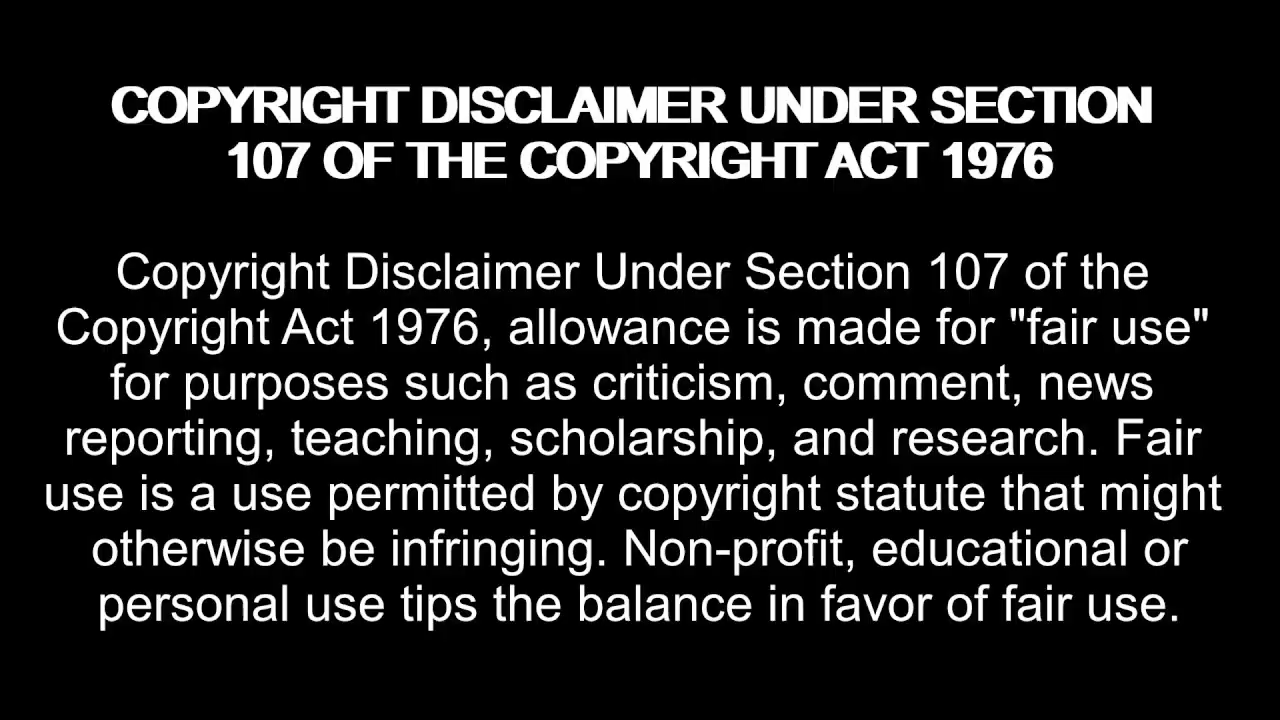 COPYRIGHT DISCLAIMER UNDER SECTION
107 OF THE COPYRIGHT ACT 1976
Copyright Disclaimer Under Section 107 of the
Copyright Act 1976, allowance is made for "fair use"
for purposes such as criticism, comment, news
reporting, teaching, scholarship, and research. Fair
use is a use permitted by copyright statute that might
otherwise be infringing. Non-profit, educational or
personal use tips the balance in favor of fair use.